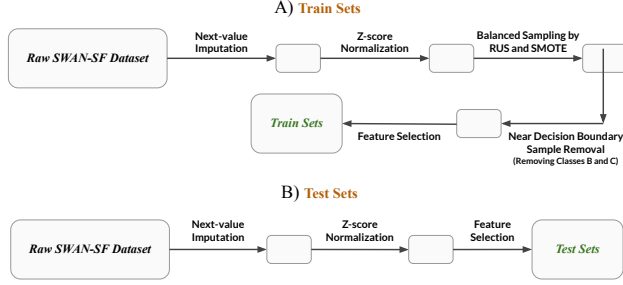 A) Train Sets
Next-value
Imputation
Z-score
Normalization
Balanced Sampling by
RUS and SMOTE
Raw SWAN-SF Dataset
Train Sets
Feature Selection
Near Decision Boundary
Sample Removal
(Removing Classes B and C)
B) Test Sets
Next-value
Imputation
Z-score
Normalization
Feature
Selection
Raw SWAN-SF Dataset
Test Sets